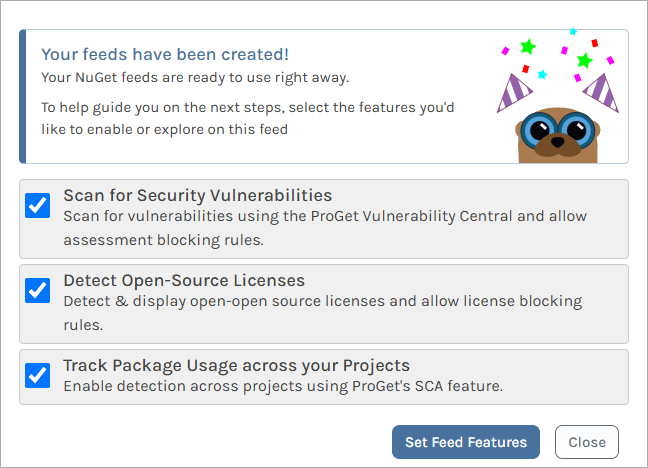 Your feeds have been created!
Your NuGet feeds are ready to use right away.
To help guide you on the next steps, select the features you'd
like to enable or explore on this feed
Scan for Security Vulnerabilities
Scan for vulnerabilities using the ProGet Vulnerability Central and allow
assessment blocking rules.
Detect Open-Source Licenses
Detect & display open-open source licenses and allow license blocking
rules.
Track Package Usage across your Projects
Enable detection across projects using ProGet's SCA feature.
Set Feed Features
Close